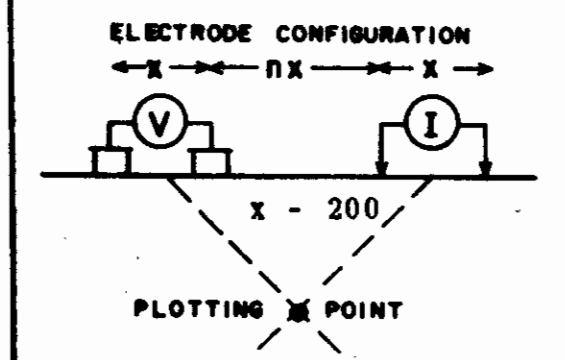 ELECTRODE CONFIGURATION
x nx x
V I
x - 200
PLOTTING POINT